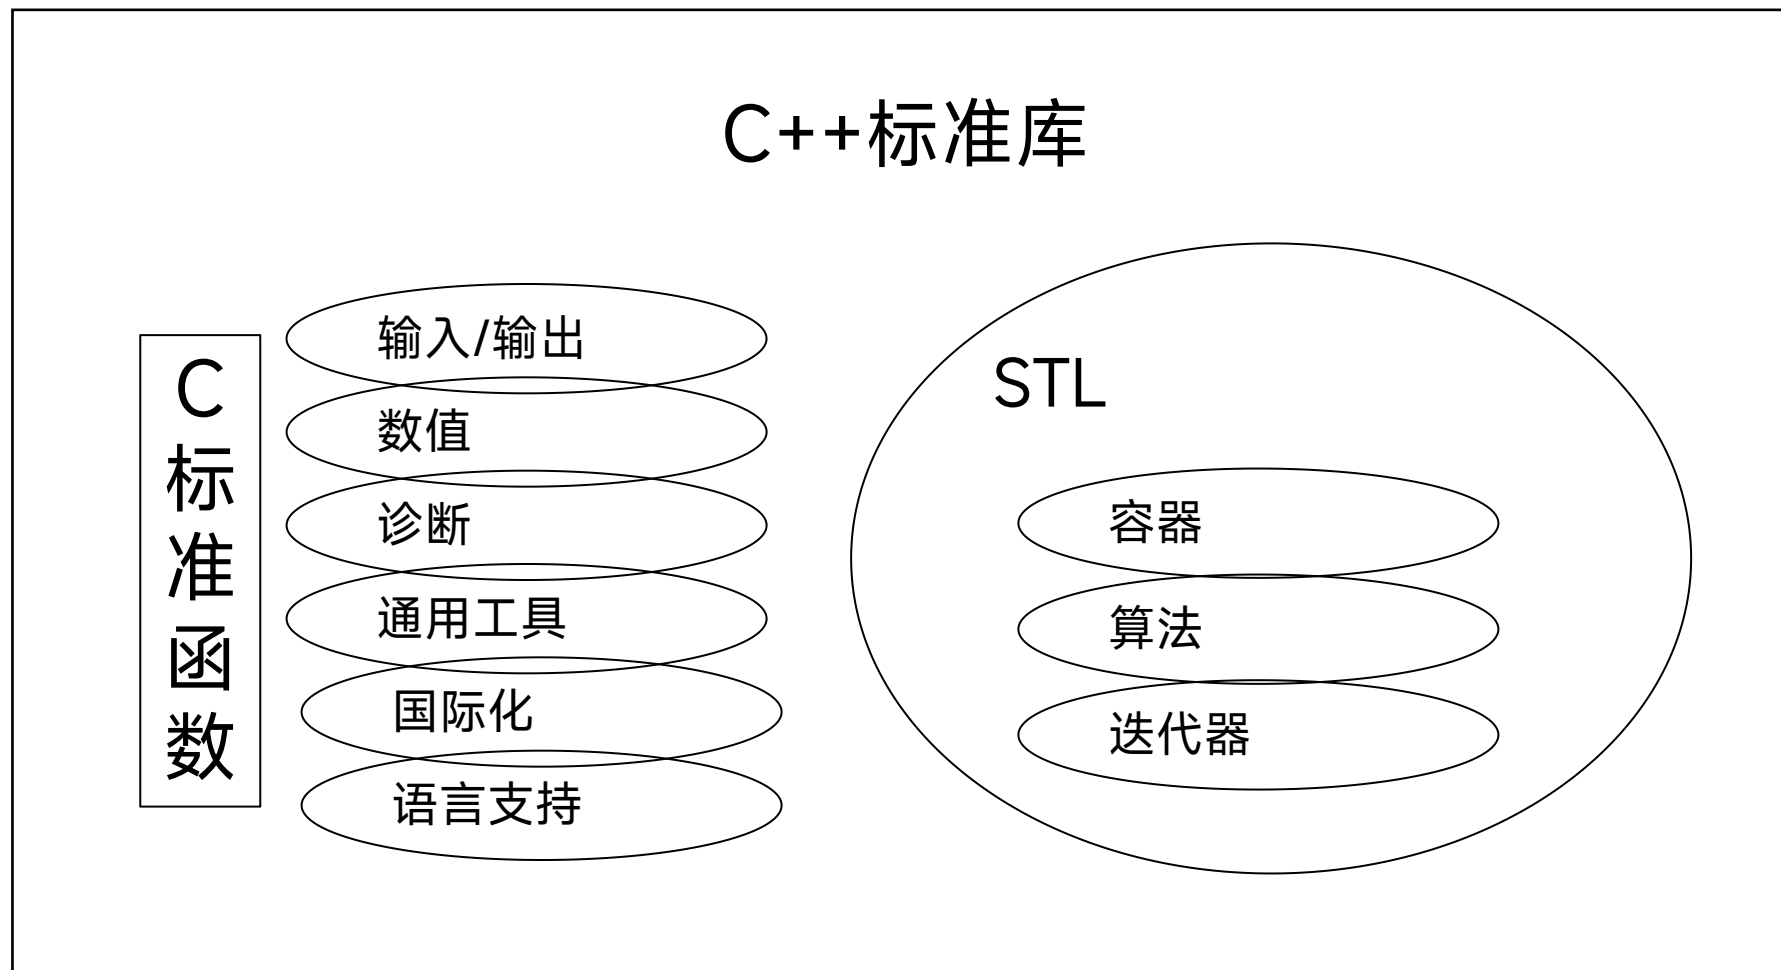 C++标准库
C
标
准
函
数
输入/输出
数值
诊断
通用工具
国际化
语言支持
STL
容器
算法
迭代器